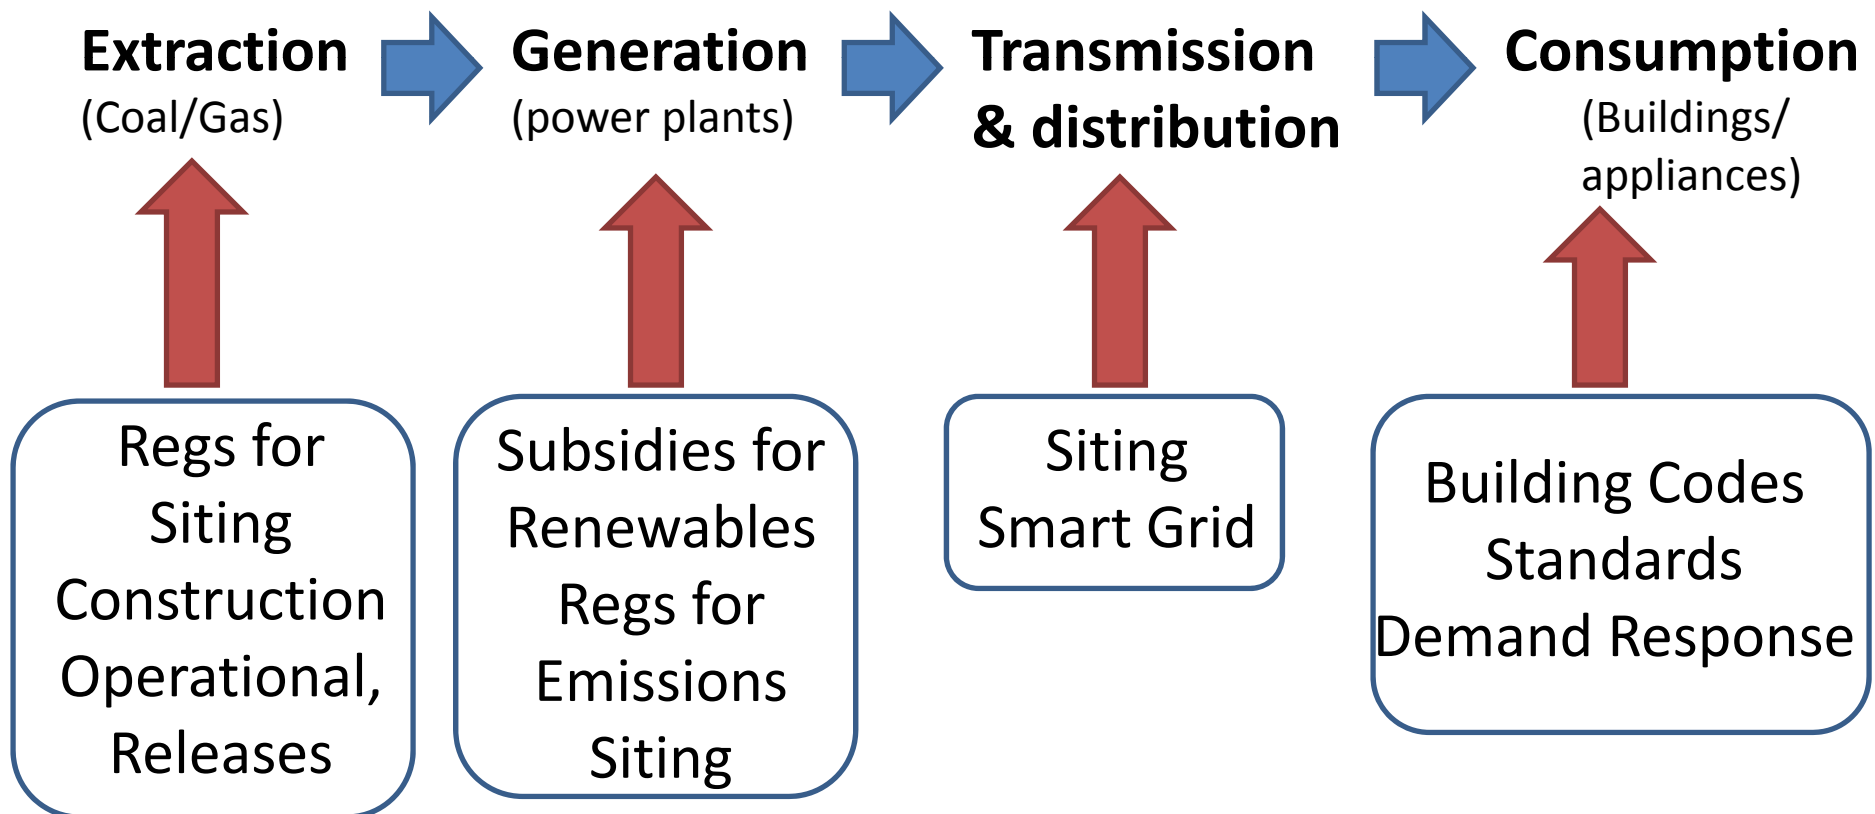 Extraction
(Coal/Gas)
Generation
(power plants)
Transmission
& distribution
Consumption
(Buildings/
appliances)
Regs for
Siting
Construction
Operational,
Releases
Subsidies for
Renewables
Regs for
Emissions
Siting
Siting
Smart Grid
Building Codes
Standards
Demand Response